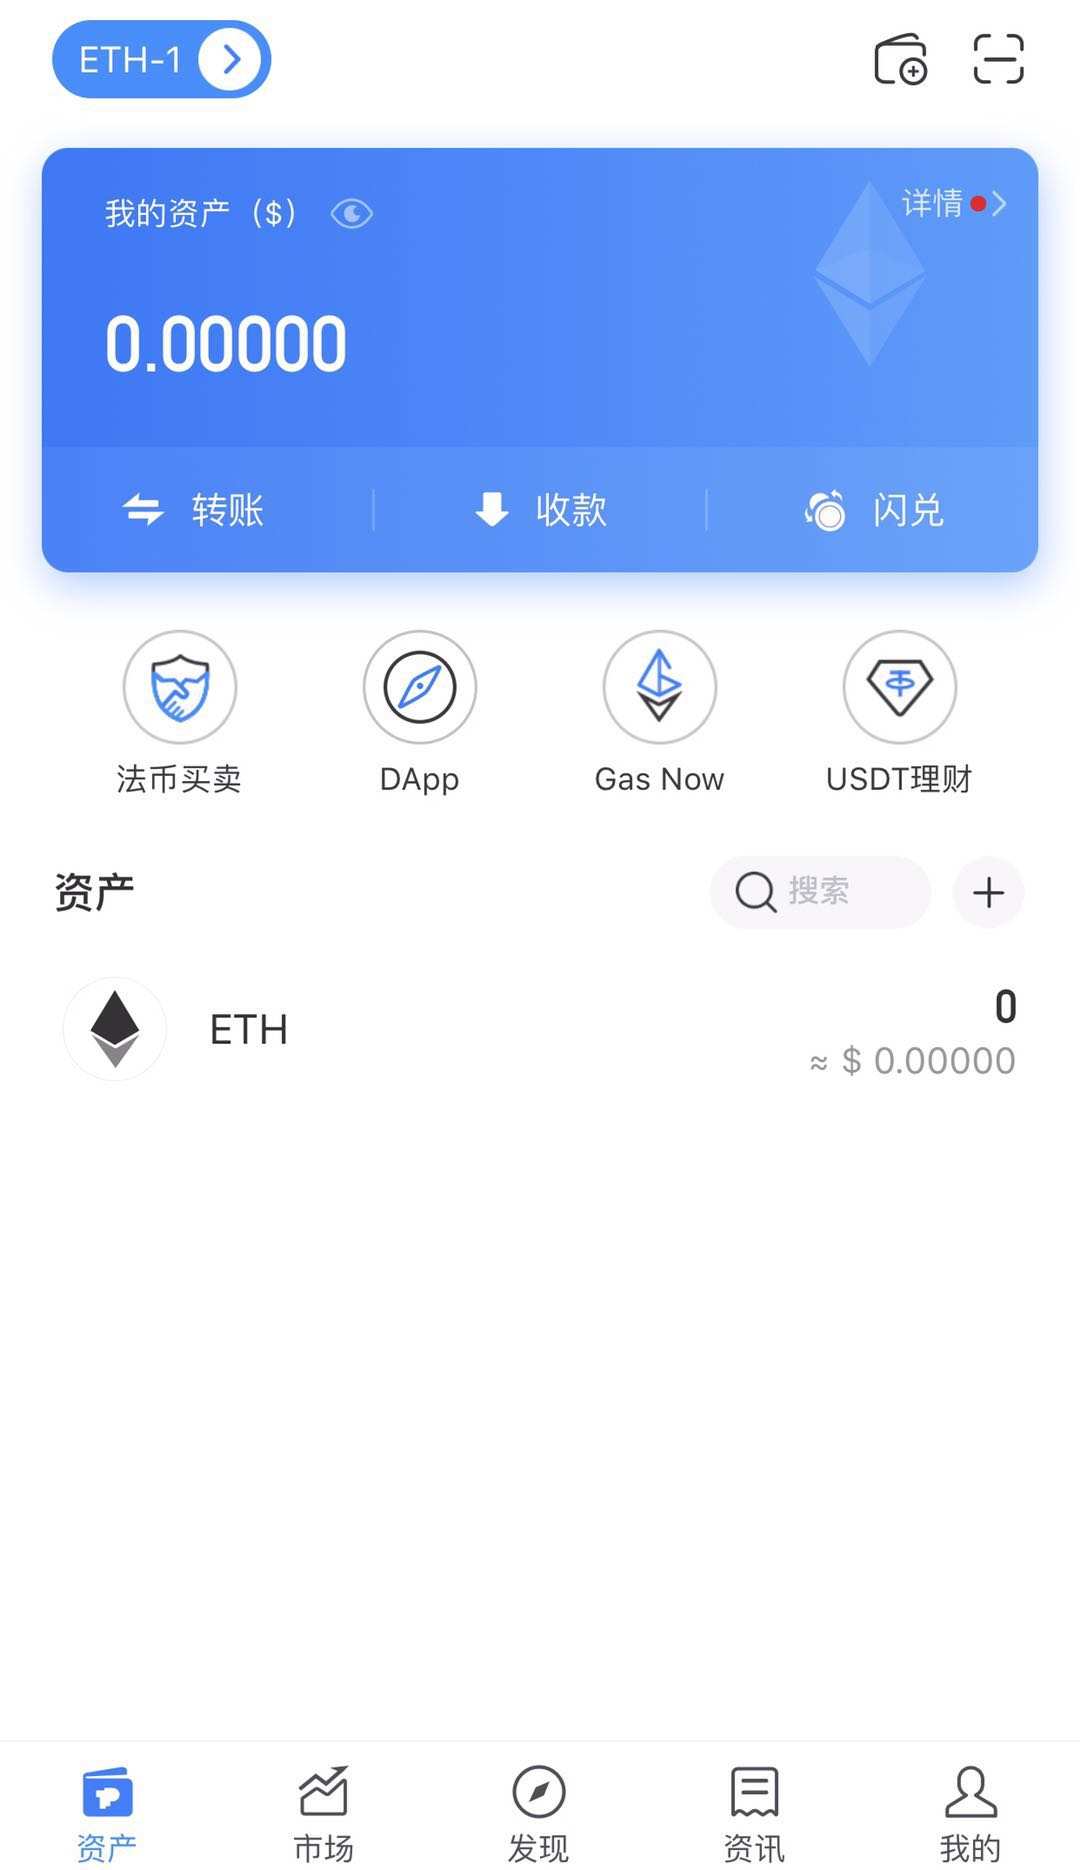 ETH-1
我的资产（$）
详情
0.00000
转账
收款
闪兑
法币买卖
DApp
Gas Now
USDT理财
资产
搜索
ETH
0
≈ $ 0.00000
资产
市场
发现
资讯
我的